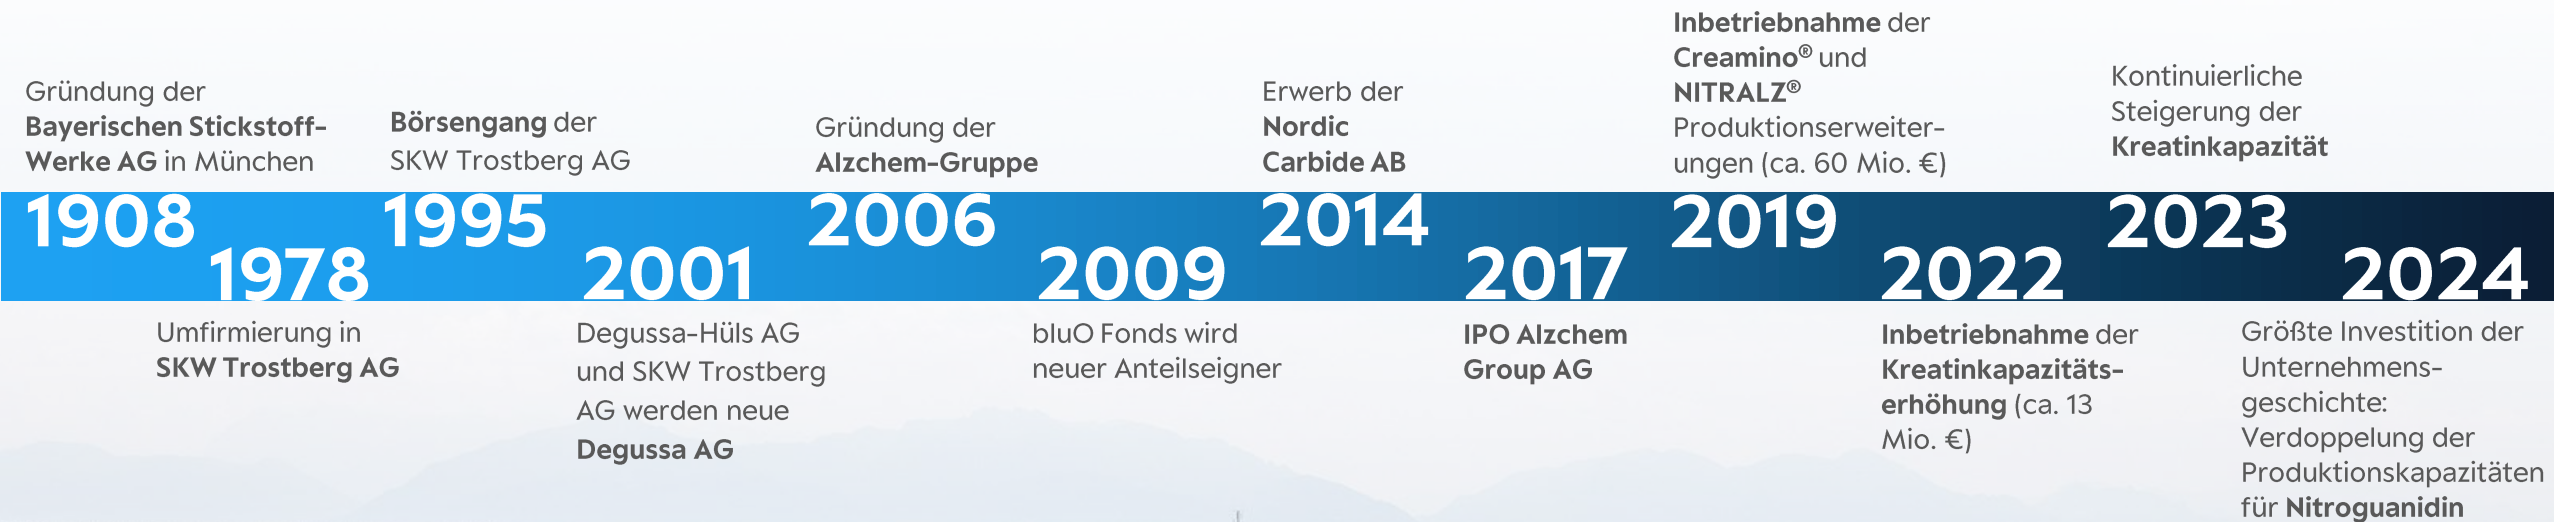 Gründung der
Bayerischen Stickstoff-
Werke AG in München
1908
1978
Umfirmierung in
SKW Trostberg AG
Börsengang der
SKW Trostberg AG
1995
2001
Degussa-Hüls AG
und SKW Trostberg
AG werden neue
Degussa AG
Gründung der
Alzchem-Gruppe
2006
2009
bluO Fonds wird
neuer Anteilseigner
Erwerb der
Nordic
Carbide AB
2014
2017
IPO Alzchem
Group AG
Inbetriebnahme der
Creamino® und
NITRALZ®
Produktionserweiter-
ungen (ca. 60 Mio. €)
2019
2022
Inbetriebnahme der
Kreatinkapazitäts-
erhöhung (ca. 13
Mio. €)
Kontinuierliche
Steigerung der
Kreatinkapazität
2023
2024
Größte Investition der
Unternehmens-
geschichte:
Verdoppelung der
Produktionskapazitäten
für Nitroguanidin